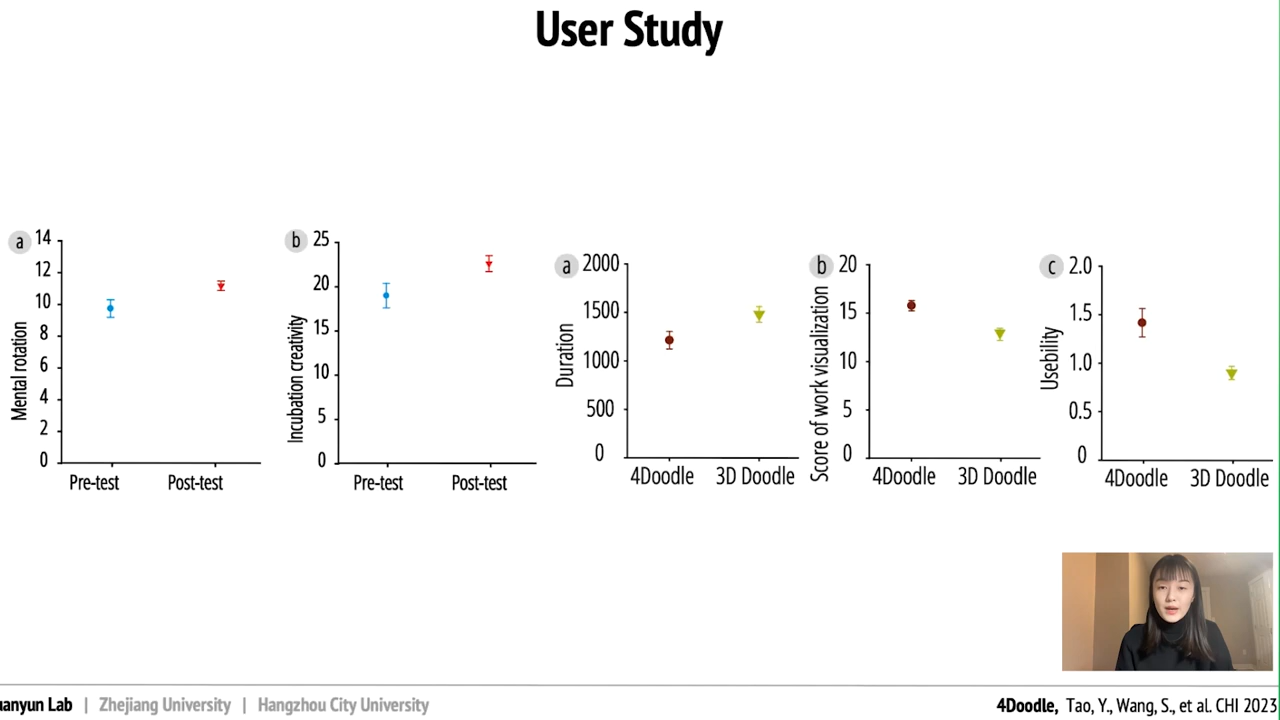 User Study
a
14
12
10
8
6
4
2
0
Mental rotation
Pre-test Post-test
b
25
20
15
10
5
0
Incubation creativity
Pre-test Post-test
a
2000
1500
1000
500
0
Duration
4Doodle 3D Doodle
b
20
15
10
5
0
Score of work visualization
4Doodle 3D Doodle
c
2.0
1.5
1.0
0.5
0
Usebility
4Doodle 3D Doodle
uanyun Lab | Zhejiang University | Hangzhou City University
4Doodle, Tao, Y., Wang, S., et al. CHI 2023